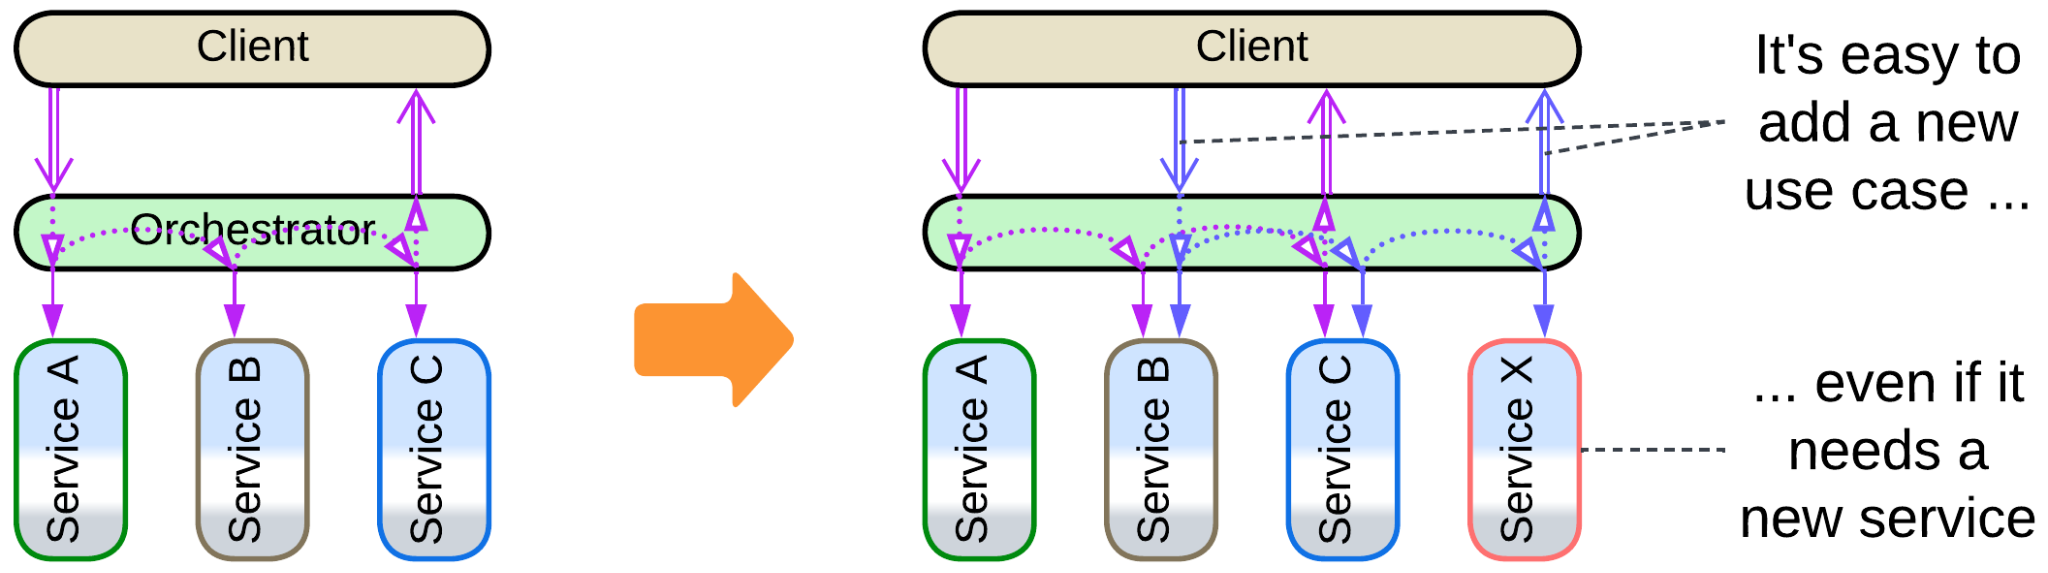 Client
Orchestrator
Service A
Service B
Service C
Client
Service A
Service B
Service C
Service X
It's easy to
add a new
use case ...
... even if it
needs a
new service